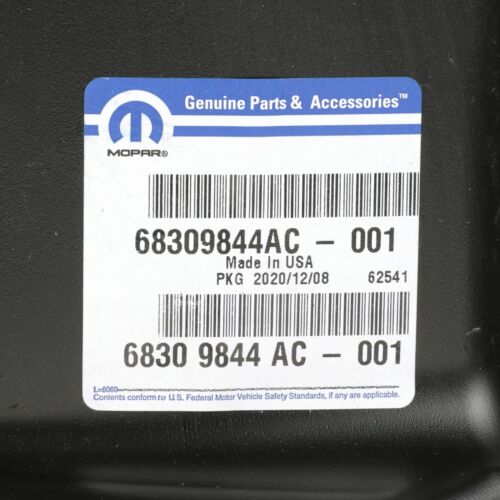 Genuine Parts & Accessories™
MOPAR®
68309844AC - 001
Made In USA
PKG 2020/12/08 62541
6830 9844 AC - 001
L=6060
Contents conform to U.S. Federal Motor Vehicle Safety Standards, if any are applicable.